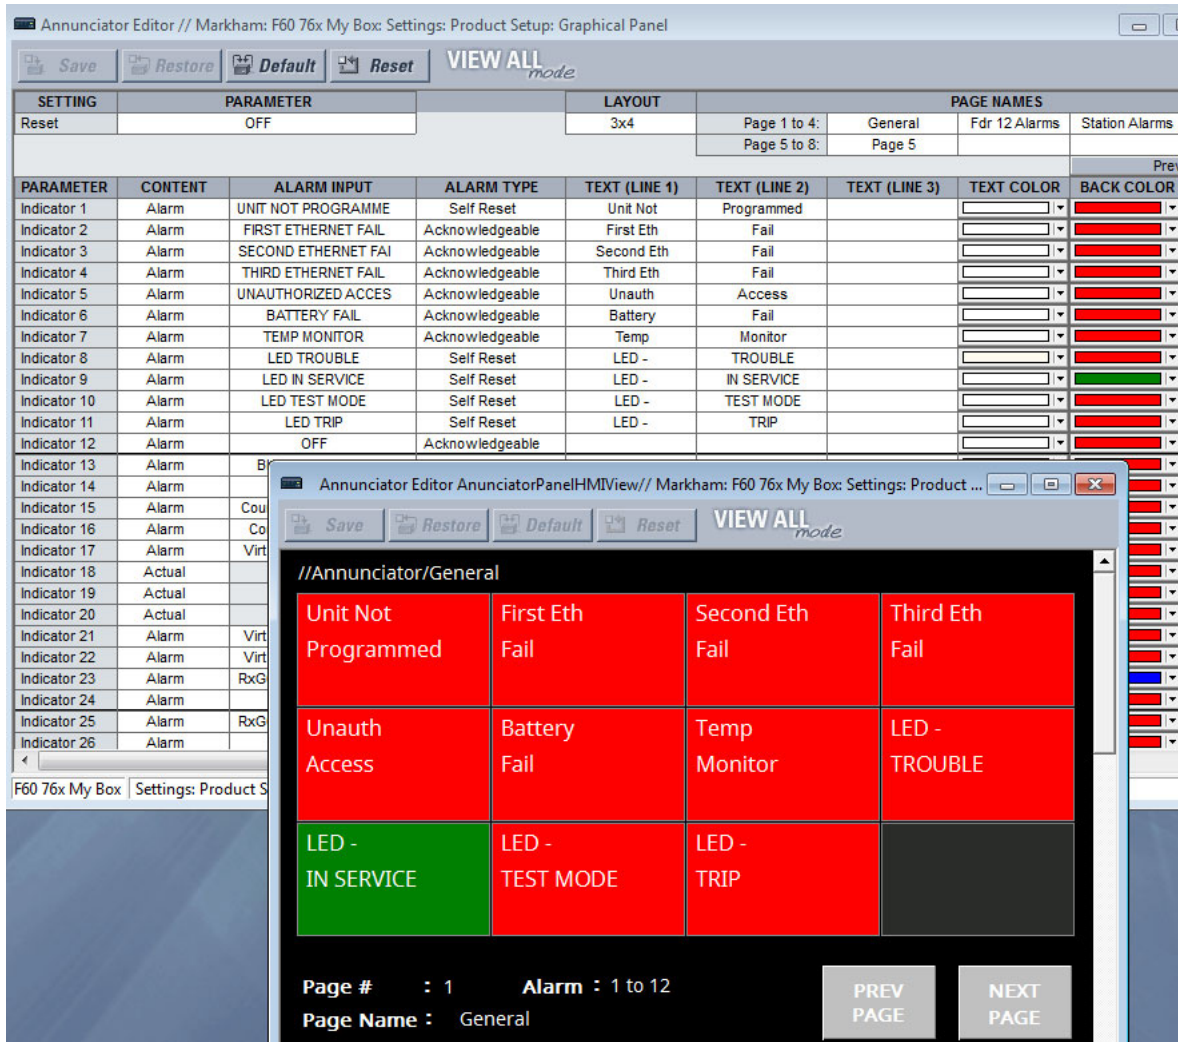 Annunciator Editor // Markham: F60 76x My Box: Settings: Product Setup: Graphical Panel
Save Restore Default Reset VIEW ALL mode
SETTING PARAMETER LAYOUT PAGE NAMES
Reset OFF 3x4 Page 1 to 4: General Fdr 12 Alarms Station Alarms
Page 5 to 8: Page 5
PARAMETER CONTENT ALARM INPUT ALARM TYPE TEXT (LINE 1) TEXT (LINE 2) TEXT (LINE 3) TEXT COLOR BACK COLOR
Indicator 1 Alarm UNIT NOT PROGRAMME Self Reset Unit Not Programmed
Indicator 2 Alarm FIRST ETHERNET FAIL Acknowledgeable First Eth Fail
Indicator 3 Alarm SECOND ETHERNET FAI Acknowledgeable Second Eth Fail
Indicator 4 Alarm THIRD ETHERNET FAIL Acknowledgeable Third Eth Fail
Indicator 5 Alarm UNAUTHORIZED ACCES Acknowledgeable Unauth Access
Indicator 6 Alarm BATTERY FAIL Acknowledgeable Battery Fail
Indicator 7 Alarm TEMP MONITOR Acknowledgeable Temp Monitor
Indicator 8 Alarm LED TROUBLE Self Reset LED - TROUBLE
Indicator 9 Alarm LED IN SERVICE Self Reset LED - IN SERVICE
Indicator 10 Alarm LED TEST MODE Self Reset LED - TEST MODE
Indicator 11 Alarm LED TRIP Self Reset LED - TRIP
Indicator 12 Alarm OFF Acknowledgeable
Indicator 13 Alarm
Indicator 14 Alarm
Indicator 15 Alarm Cou
Indicator 16 Alarm Co
Indicator 17 Alarm Virt
Indicator 18 Actual
Indicator 19 Actual
Indicator 20 Actual
Indicator 21 Alarm Virt
Indicator 22 Alarm Virt
Indicator 23 Alarm RxG
Indicator 24 Alarm
Indicator 25 Alarm RxG
Indicator 26 Alarm
F60 76x My Box Settings: Product S
Annunciator Editor AnunciatorPanelHMIView// Markham: F60 76x My Box: Settings: Product ...
Save Restore Default Reset VIEW ALL mode
//Annunciator/General
Unit Not First Eth Second Eth Third Eth
Programmed Fail Fail Fail
Unauth Battery Temp LED -
Access Fail Monitor TROUBLE
LED - LED - LED -
IN SERVICE TEST MODE TRIP
Page # : 1 Alarm : 1 to 12
Page Name : General
PREV PAGE
NEXT PAGE